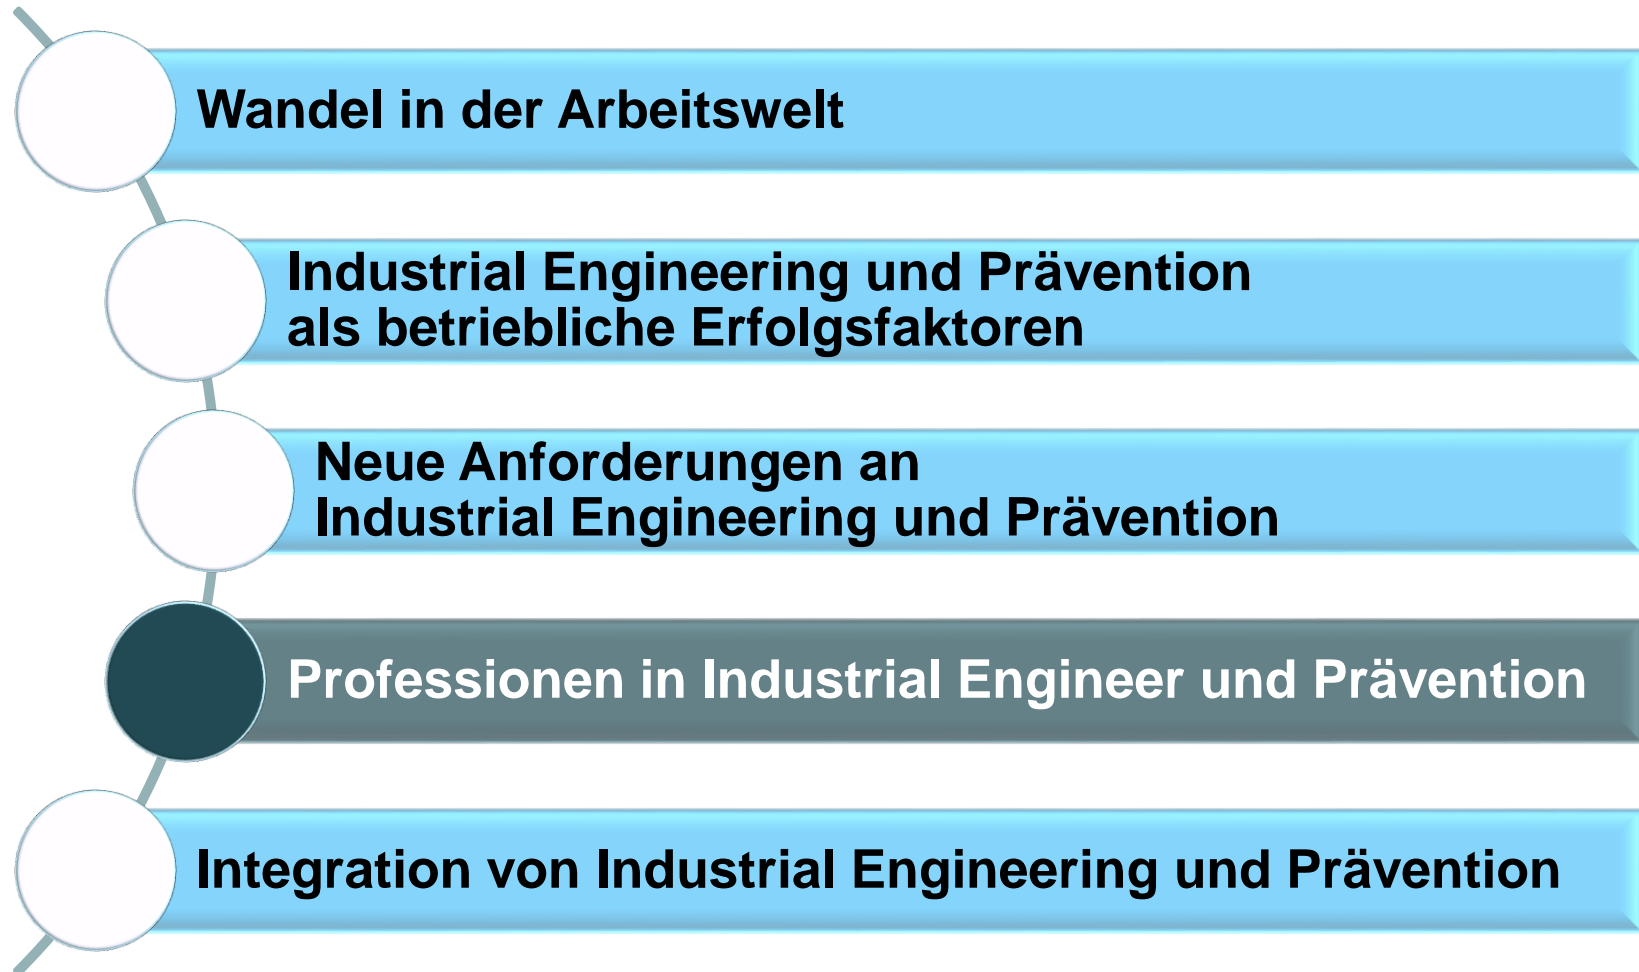 Wandel in der Arbeitswelt
Industrial Engineering und Prävention
als betriebliche Erfolgsfaktoren
Neue Anforderungen an
Industrial Engineering und Prävention
Professionen in Industrial Engineer und Prävention
Integration von Industrial Engineering und Prävention